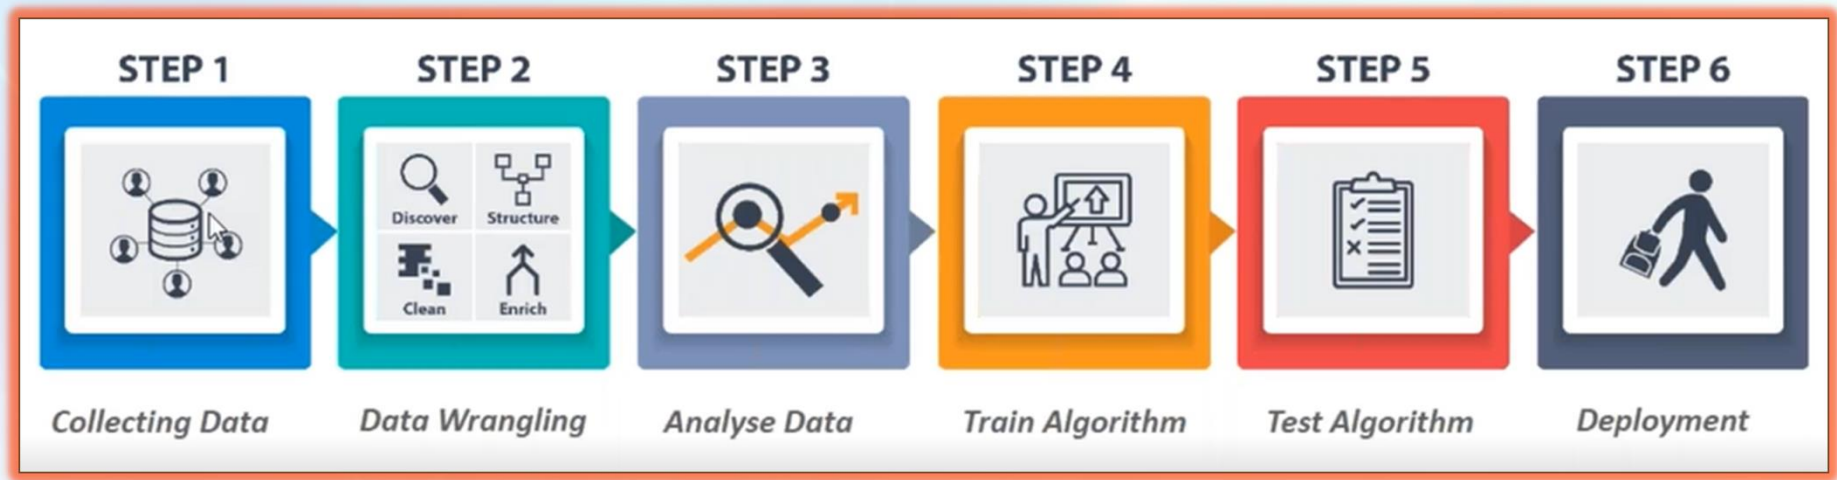 STEP 1
STEP 2
STEP 3
STEP 4
STEP 5
STEP 6
Discover
Structure
Clean
Enrich
Collecting Data
Data Wrangling
Analyse Data
Train Algorithm
Test Algorithm
Deployment